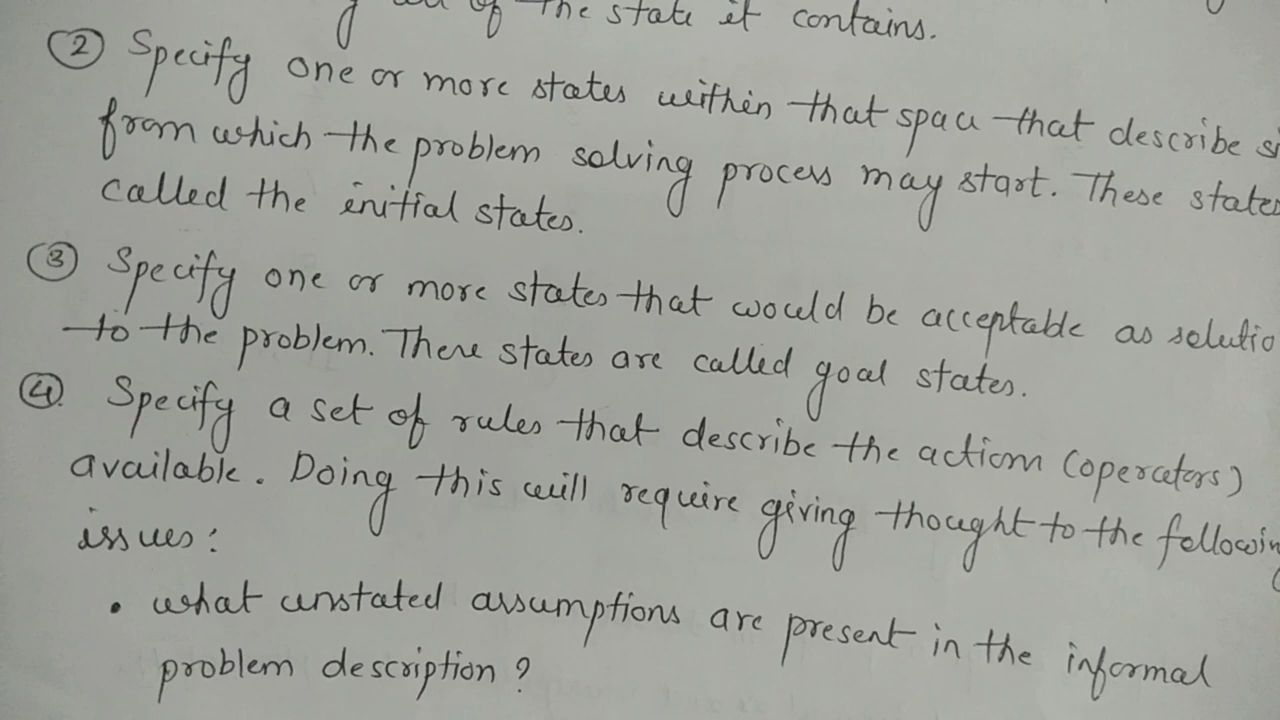 of the state it contains.
② Specify one or more states within that space that describe
from which the problem solving process may start. These states
called the initial states.
③ Specify one or more states that would be acceptable as solutio
to the problem. There states are called goal states.
④. Specify a set of rules that describe the action (operators)
available. Doing this will require giving thought to the followin
issues:
• what unstated assumptions are present in the informal
problem description?